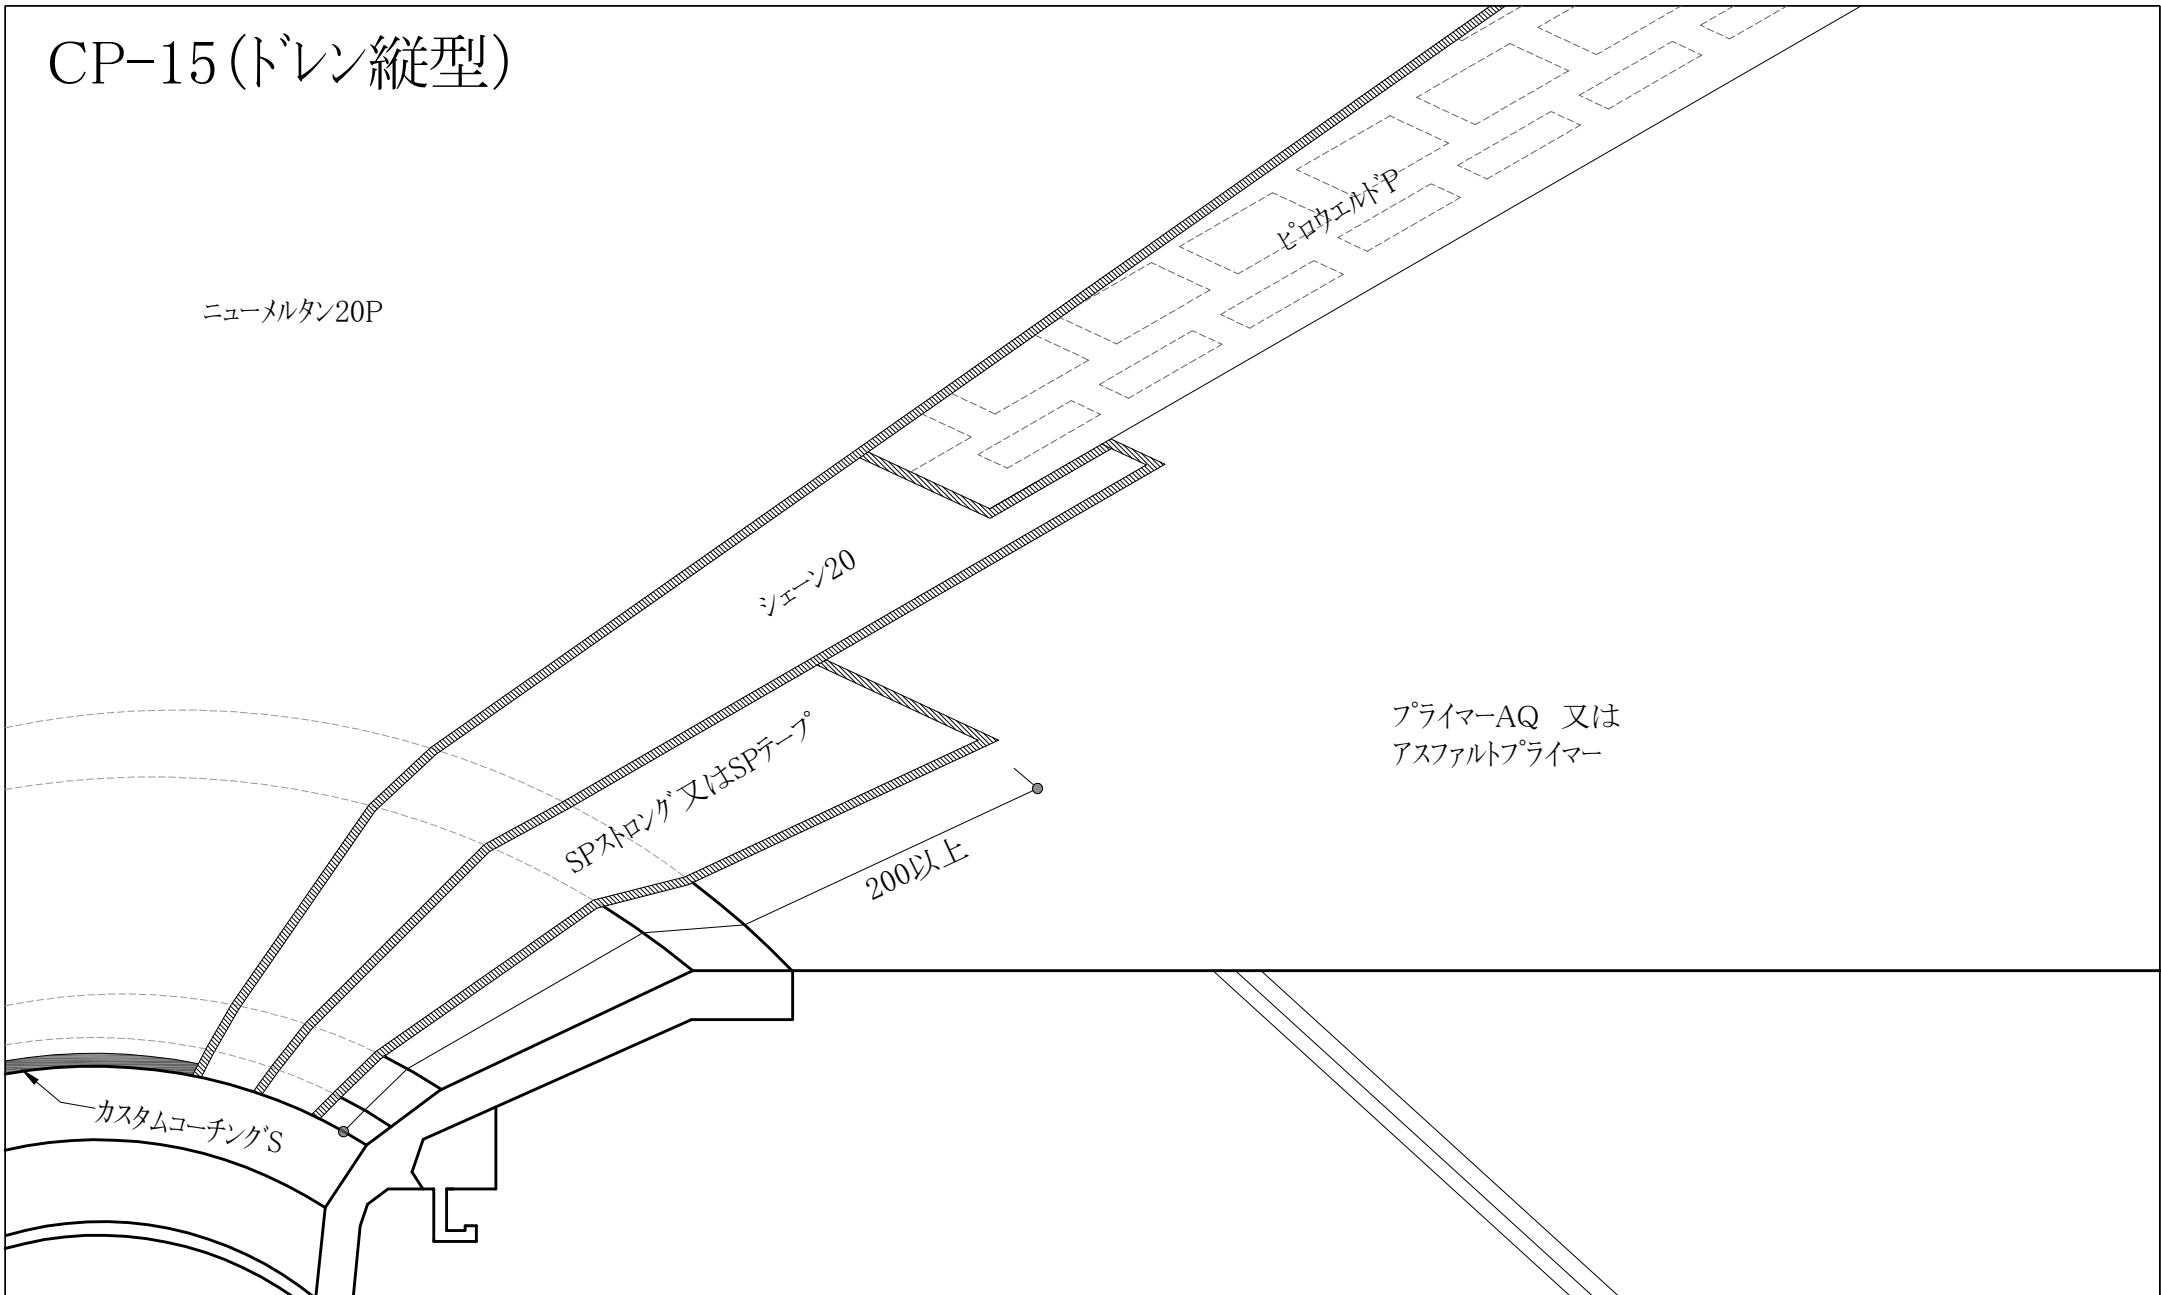 CP-15(ドレン縦型)
ピロウェルドP
ニューメルタン20P
シェーン20
SPストロング 又はSPテープ
プライマーAQ 又は
アスファルトプライマー
200以上
カスタムコーチングS